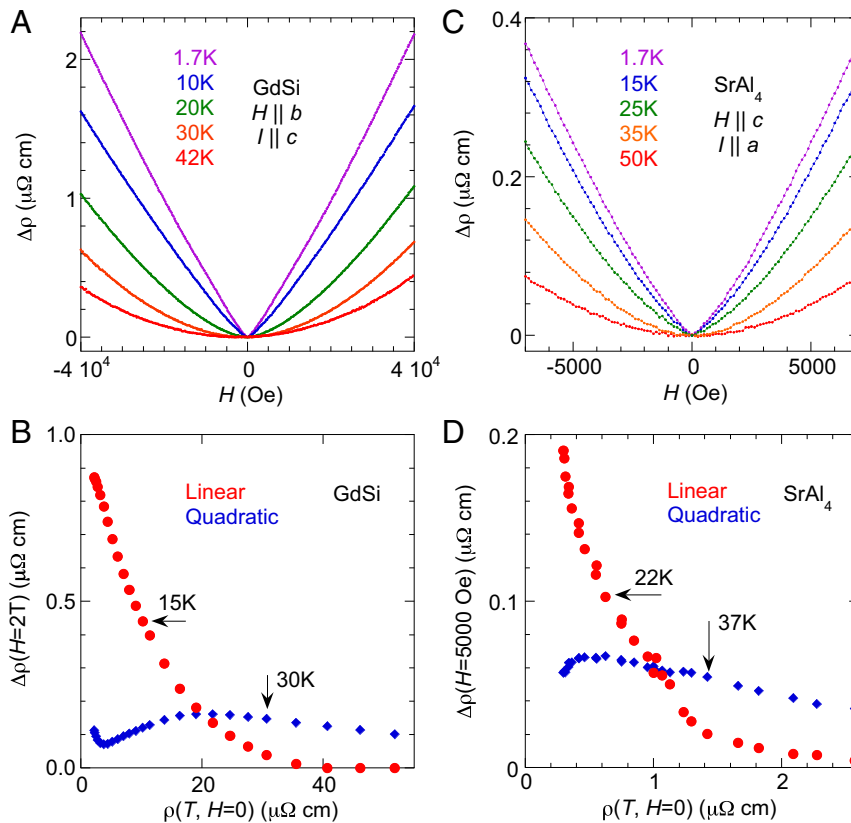 A
Δρ (μΩ cm)
2
1
0
1.7K
10K
20K
30K
42K
GdSi
H || b
I || c
-4 10⁴
0
4 10⁴
H (Oe)
C
Δρ (μΩ cm)
0.4
0.2
0
1.7K
15K
25K
35K
50K
SrAl₄
H || c
I || a
-5000
0
5000
H (Oe)
B
Δρ(H=2T) (μΩ cm)
1.0
0.5
0.0
Linear
Quadratic
GdSi
15K
30K
0
20
40
ρ(T, H=0) (μΩ cm)
D
Δρ(H=5000 Oe) (μΩ cm)
0.2
0.1
0
Linear
Quadratic
SrAl₄
22K
37K
0
1
2
ρ(T, H=0) (μΩ cm)